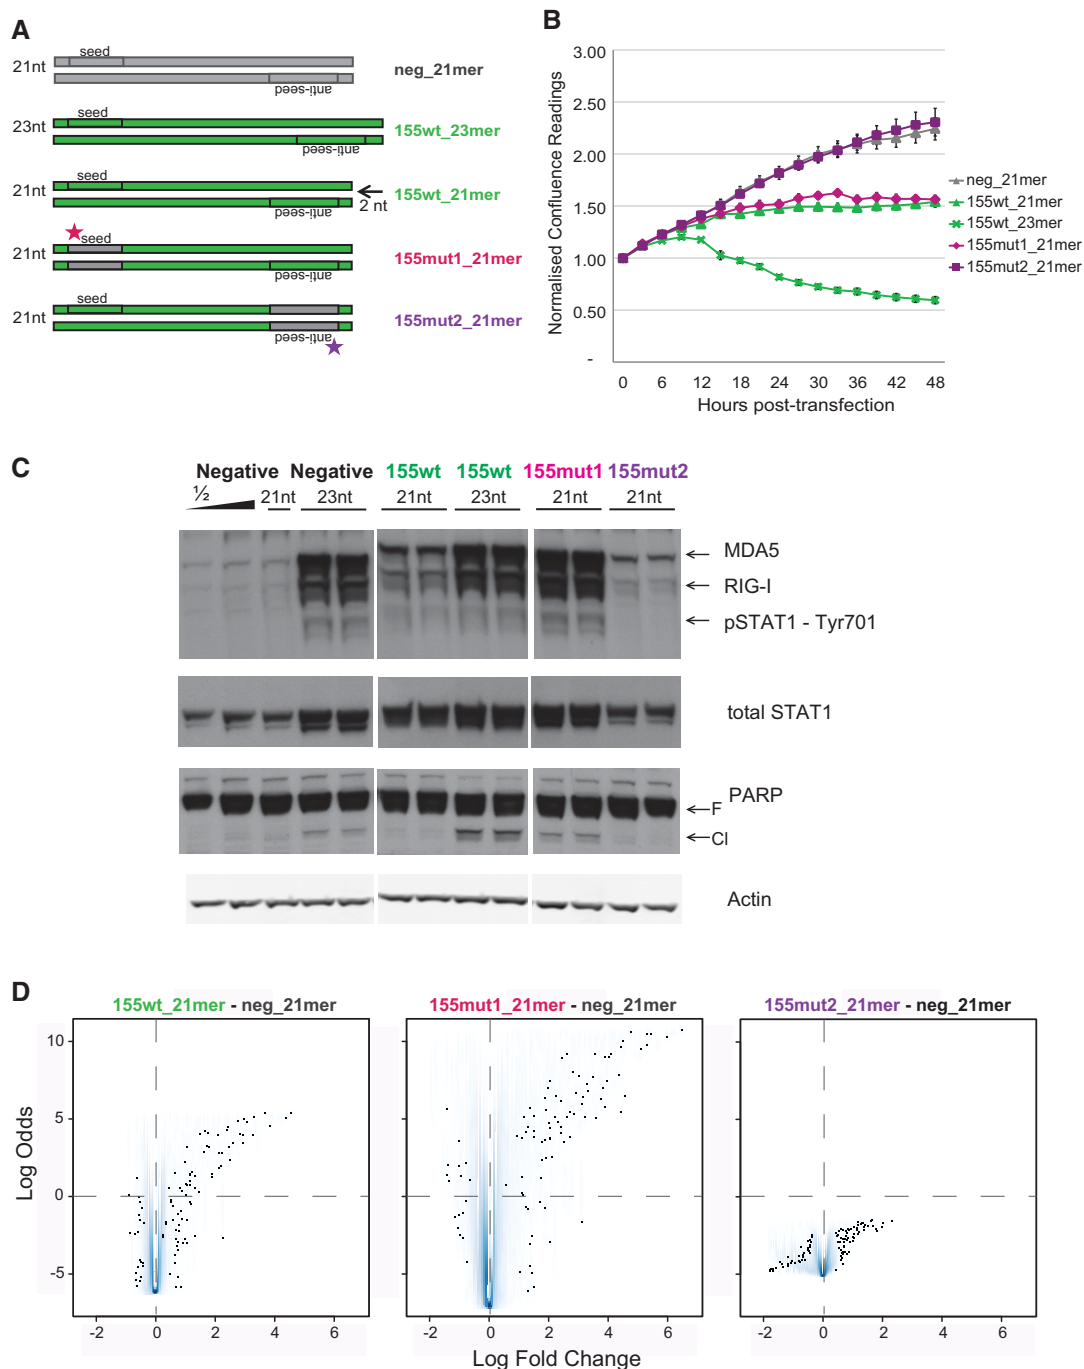 A
seed
21nt
neg_21mer
anti-seed
seed
23nt
155wt_23mer
anti-seed
seed
21nt
155wt_21mer
2 nt
anti-seed
seed
21nt
155mut1_21mer
anti-seed
seed
21nt
155mut2_21mer
anti-seed
B
Normalised Confluence Readings
3.00
2.50
2.00
1.50
1.00
0.50
-
0 6 12 18 24 30 36 42 48
Hours post-transfection
neg_21mer
155wt_21mer
155wt_23mer
155mut1_21mer
155mut2_21mer
C
Negative Negative 155wt 155wt 155mut1 155mut2
½ 21nt 23nt 21nt 23nt 21nt 21nt
MDA5
RIG-I
pSTAT1 - Tyr701
total STAT1
PARP
F
Cl
Actin
D
155wt_21mer - neg_21mer
155mut1_21mer - neg_21mer
155mut2_21mer - neg_21mer
Log Odds
10
5
0
-5
-2 0 2 4 6
-2 0 2 4 6
-2 0 2 4 6
Log Fold Change